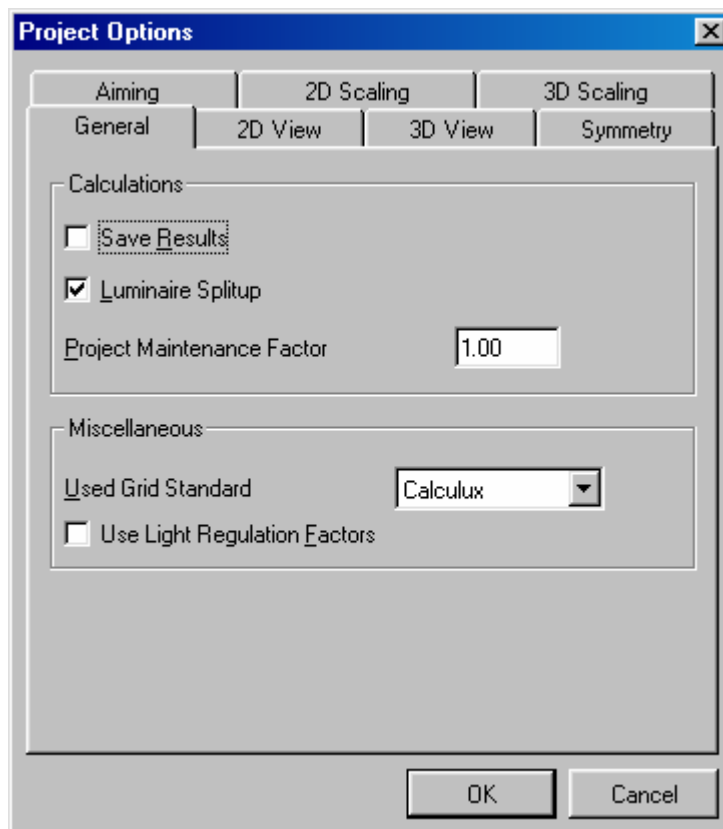 Project Options
Aiming 2D Scaling 3D Scaling
General 2D View 3D View Symmetry
Calculations
Save Results
Luminaire Splitup
Project Maintenance Factor 1.00
Miscellaneous
Used Grid Standard Calculux
Use Light Regulation Factors
OK Cancel